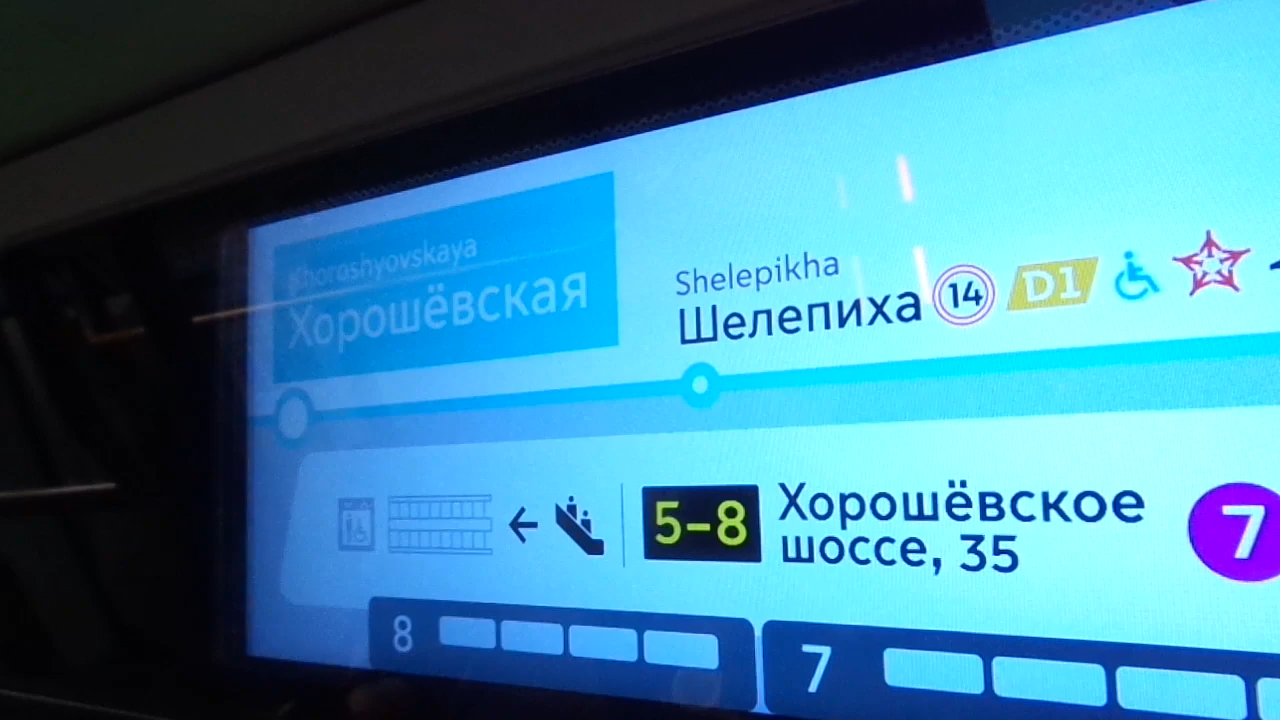 Khoroshyovskaya
Хорошёвская
Shelepikha
Шелепиха 14 D1
5-8 Хорошёвское
шоссе, 35
7
8
7